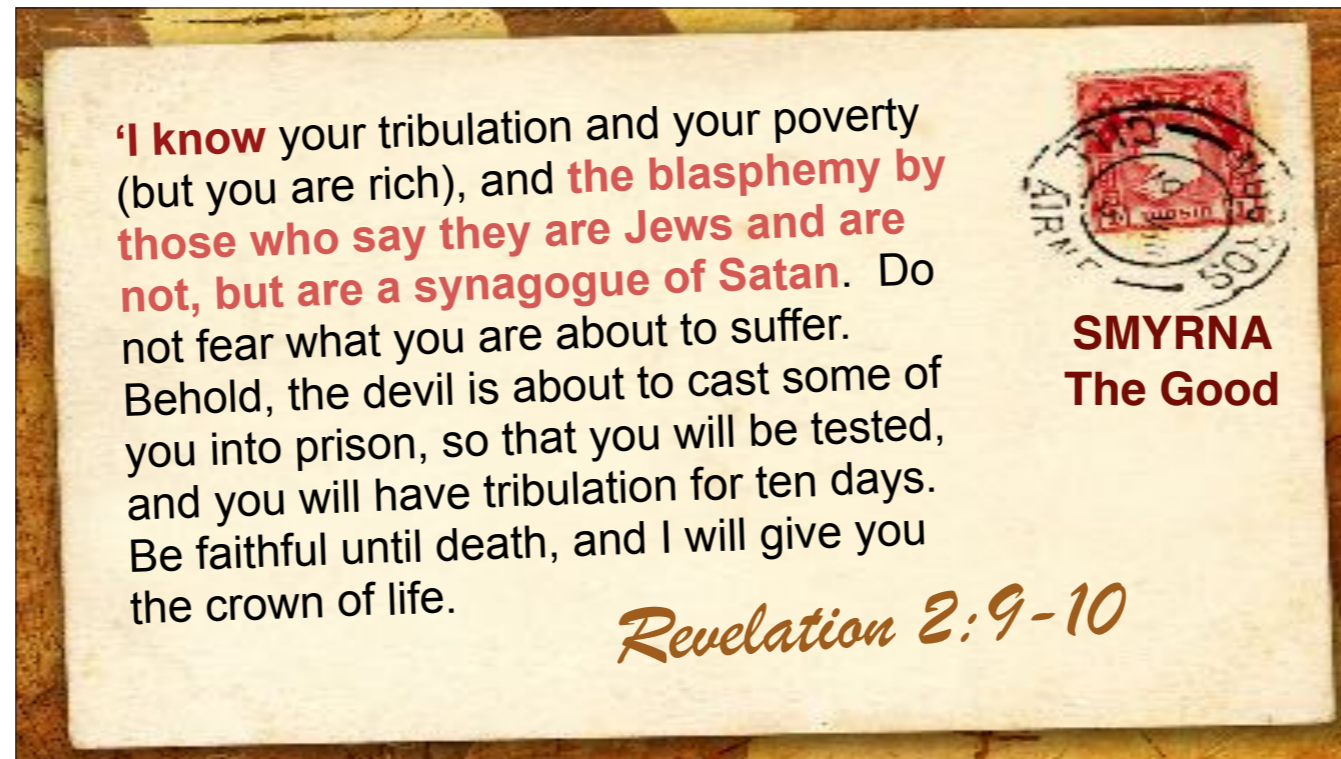 ‘I know your tribulation and your poverty
(but you are rich), and the blasphemy by
those who say they are Jews and are
not, but are a synagogue of Satan.  Do
not fear what you are about to suffer.
Behold, the devil is about to cast some of
you into prison, so that you will be tested,
and you will have tribulation for ten days.
Be faithful until death, and I will give you
the crown of life.
Revelation 2:9-10
SMYRNA
The Good